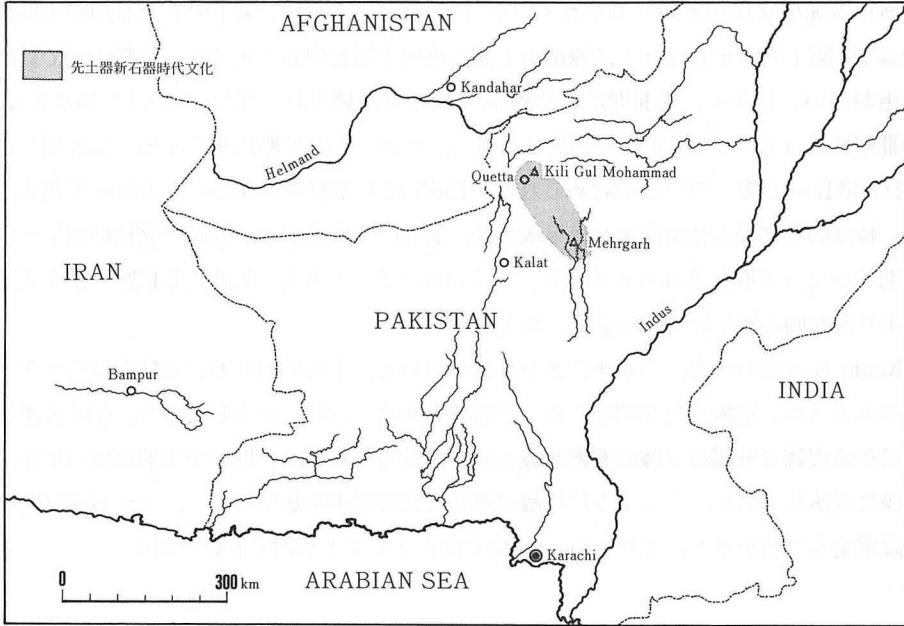 AFGHANISTAN
先土器新石器時代文化
Kandahar
Helmand
Quetta
Kili Gul Mohammad
Mehrgarh
IRAN
Kalat
Indus
PAKISTAN
Bampur
INDIA
Karachi
0 300 km
ARABIAN SEA